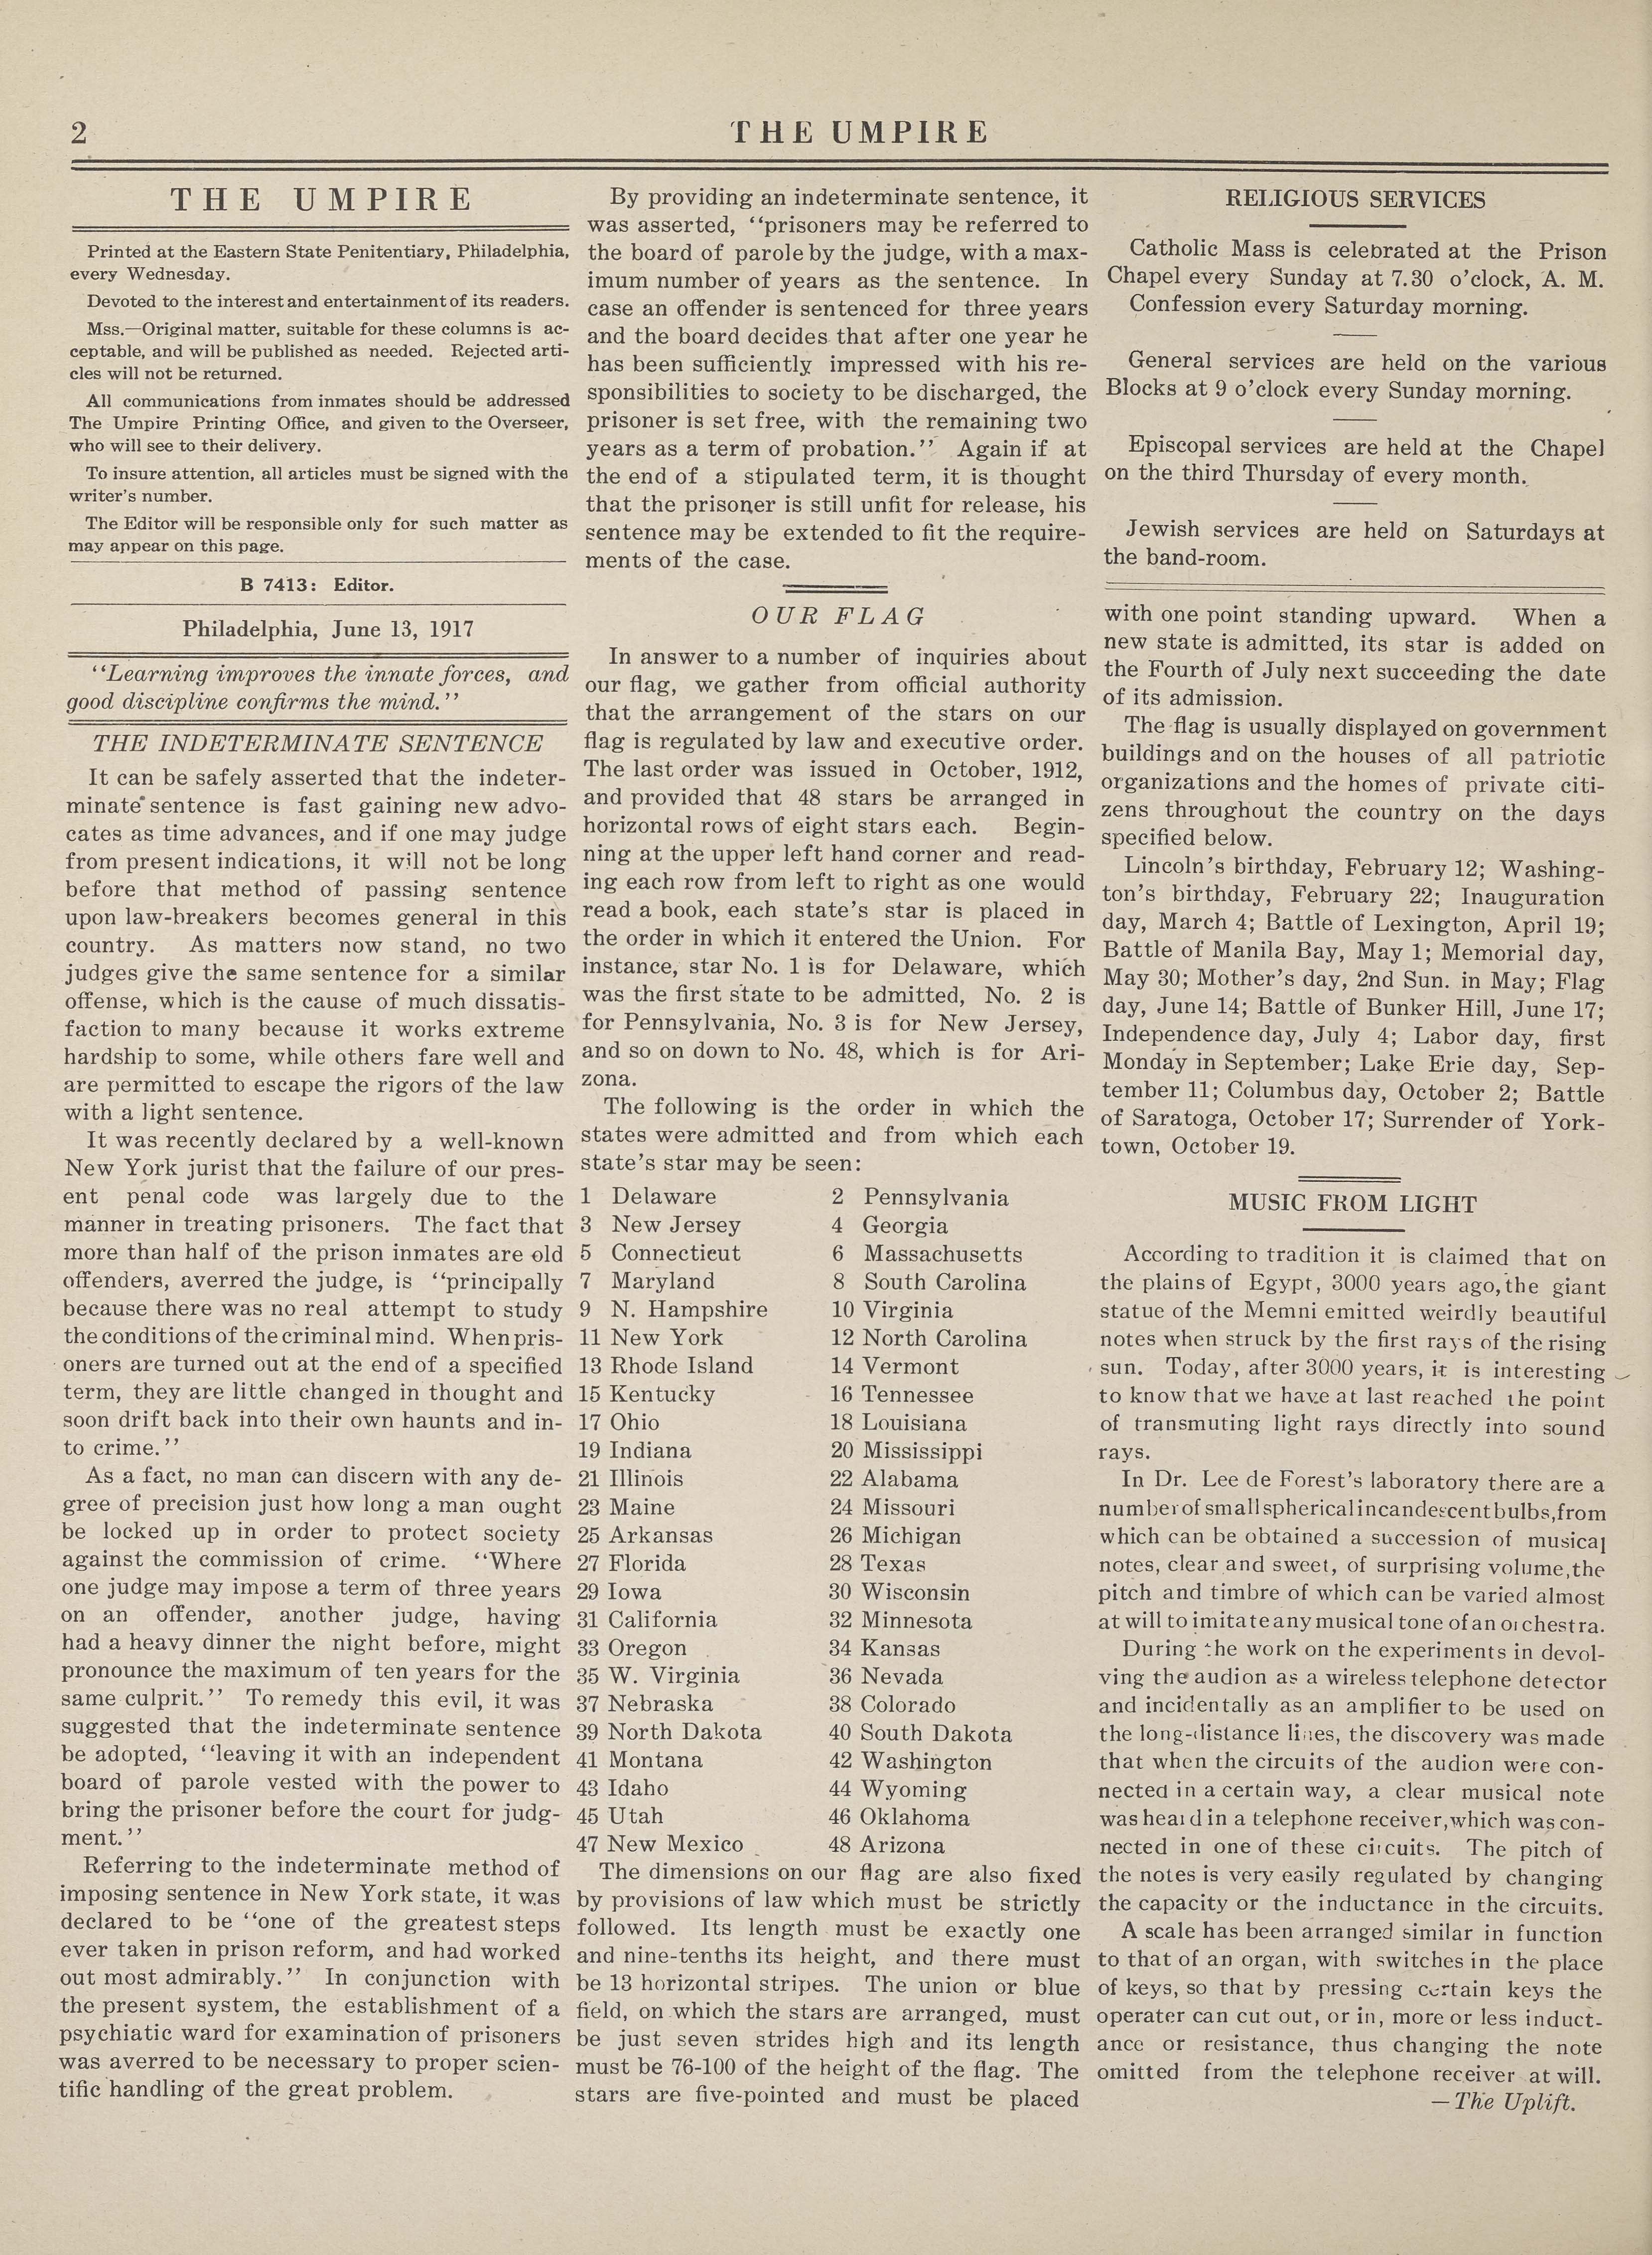 2
THE UMPIRE
THE UMPIRE
Printed at the Eastern State Penitentiary, Philadelphia,
every Wednesday.
Devoted to the interest and entertainment of its readers.
Mss.—Original matter, suitable for these columns is ac-
ceptable, and will be published as needed. Rejected arti-
cles will not be returned.
All communications from inmates should be addressed
The Umpire Printing Office, and given to the Overseer,
who will see to their delivery.
To insure attention, all articles must be signed with the
writer's number.
The Editor will be responsible only for such matter as
may appear on this page.
B 7413: Editor.
Philadelphia, June 13, 1917
"Learning improves the innate forces, and
good discipline confirms the mind."
THE INDETERMINATE SENTENCE
It can be safely asserted that the indeter-
minate sentence is fast gaining new advo-
cates as time advances, and if one may judge
from present indications, it will not be long
before that method of passing sentence
upon law-breakers becomes general in this
country. As matters now stand, no two
judges give the same sentence for a similar
offense, which is the cause of much dissatis-
faction to many because it works extreme
hardship to some, while others fare well and
are permitted to escape the rigors of the law
with a light sentence.
It was recently declared by a well-known
New York jurist that the failure of our pres-
ent penal code was largely due to the
manner in treating prisoners. The fact that
more than half of the prison inmates are old
offenders, averred the judge, is "principally
because there was no real attempt to study
the conditions of the criminal mind. When pris-
oners are turned out at the end of a specified
term, they are little changed in thought and
soon drift back into their own haunts and in-
to crime."
As a fact, no man can discern with any de-
gree of precision just how long a man ought
be locked up in order to protect society
against the commission of crime. "Where
one judge may impose a term of three years
on an offender, another judge, having
had a heavy dinner the night before, might
pronounce the maximum of ten years for the
same culprit." To remedy this evil, it was
suggested that the indeterminate sentence
be adopted, "leaving it with an independent
board of parole vested with the power to
bring the prisoner before the court for judg-
ment."
Referring to the indeterminate method of
imposing sentence in New York state, it was
declared to be "one of the greatest steps
ever taken in prison reform, and had worked
out most admirably." In conjunction with
the present system, the establishment of a
psychiatic ward for examination of prisoners
was averred to be necessary to proper scien-
tific handling of the great problem.
By providing an indeterminate sentence, it
was asserted, "prisoners may be referred to
the board of parole by the judge, with a max-
imum number of years as the sentence. In
case an offender is sentenced for three years
and the board decides that after one year he
has been sufficiently impressed with his re-
sponsibilities to society to be discharged, the
prisoner is set free, with the remaining two
years as a term of probation." Again if at
the end of a stipulated term, it is thought
that the prisoner is still unfit for release, his
sentence may be extended to fit the require-
ments of the case.
OUR FLAG
In answer to a number of inquiries about
our flag, we gather from official authority
that the arrangement of the stars on our
flag is regulated by law and executive order.
The last order was issued in October, 1912,
and provided that 48 stars be arranged in
horizontal rows of eight stars each. Begin-
ning at the upper left hand corner and read-
ing each row from left to right as one would
read a book, each state's star is placed in
the order in which it entered the Union. For
instance, star No. 1 is for Delaware, which
was the first state to be admitted, No. 2 is
for Pennsylvania, No. 3 is for New Jersey,
and so on down to No. 48, which is for Ari-
zona.
The following is the order in which the
states were admitted and from which each
state's star may be seen:
1 Delaware 2 Pennsylvania
3 New Jersey 4 Georgia
5 Connecticut 6 Massachusetts
7 Maryland 8 South Carolina
9 N. Hampshire 10 Virginia
11 New York 12 North Carolina
13 Rhode Island 14 Vermont
15 Kentucky 16 Tennessee
17 Ohio 18 Louisiana
19 Indiana 20 Mississippi
21 Illinois 22 Alabama
23 Maine 24 Missouri
25 Arkansas 26 Michigan
27 Florida 28 Texas
29 Iowa 30 Wisconsin
31 California 32 Minnesota
33 Oregon 34 Kansas
35 W. Virginia 36 Nevada
37 Nebraska 38 Colorado
39 North Dakota 40 South Dakota
41 Montana 42 Washington
43 Idaho 44 Wyoming
45 Utah 46 Oklahoma
47 New Mexico 48 Arizona
The dimensions on our flag are also fixed
by provisions of law which must be strictly
followed. Its length must be exactly one
and nine-tenths its height, and there must
be 13 horizontal stripes. The union or blue
field, on which the stars are arranged, must
be just seven strides high and its length
must be 76-100 of the height of the flag. The
stars are five-pointed and must be placed
RELIGIOUS SERVICES
Catholic Mass is celebrated at the Prison
Chapel every Sunday at 7.30 o'clock, A. M.
Confession every Saturday morning.
General services are held on the various
Blocks at 9 o'clock every Sunday morning.
Episcopal services are held at the Chapel
on the third Thursday of every month.
Jewish services are held on Saturdays at
the band-room.
with one point standing upward. When a
new state is admitted, its star is added on
the Fourth of July next succeeding the date
of its admission.
The flag is usually displayed on government
buildings and on the houses of all patriotic
organizations and the homes of private citi-
zens throughout the country on the days
specified below.
Lincoln's birthday, February 12; Washing-
ton's birthday, February 22; Inauguration
day, March 4; Battle of Lexington, April 19;
Battle of Manila Bay, May 1; Memorial day,
May 30; Mother's day, 2nd Sun. in May; Flag
day, June 14; Battle of Bunker Hill, June 17;
Independence day, July 4; Labor day, first
Monday in September; Lake Erie day, Sep-
tember 11; Columbus day, October 2; Battle
of Saratoga, October 17; Surrender of York-
town, October 19.
MUSIC FROM LIGHT
According to tradition it is claimed that on
the plains of Egypt, 3000 years ago, the giant
statue of the Memni emitted weirdly beautiful
notes when struck by the first rays of the rising
sun. Today, after 3000 years, it is interesting
to know that we have at last reached the point
of transmuting light rays directly into sound
rays.
In Dr. Lee de Forest's laboratory there are a
number of small spherical incandescent bulbs, from
which can be obtained a succession of musical
notes, clear and sweet, of surprising volume, the
pitch and timbre of which can be varied almost
at will to imitate any musical tone of an orchestra.
During the work on the experiments in devol-
ving the audion as a wireless telephone detector
and incidentally as an amplifier to be used on
the long-distance lines, the discovery was made
that when the circuits of the audion were con-
nected in a certain way, a clear musical note
was heard in a telephone receiver, which was con-
nected in one of these circuits. The pitch of
the notes is very easily regulated by changing
the capacity or the inductance in the circuits.
A scale has been arranged similar in function
to that of an organ, with switches in the place
of keys, so that by pressing certain keys the
operater can cut out, or in, more or less induct-
ance or resistance, thus changing the note
omitted from the telephone receiver at will.
—The Uplift.